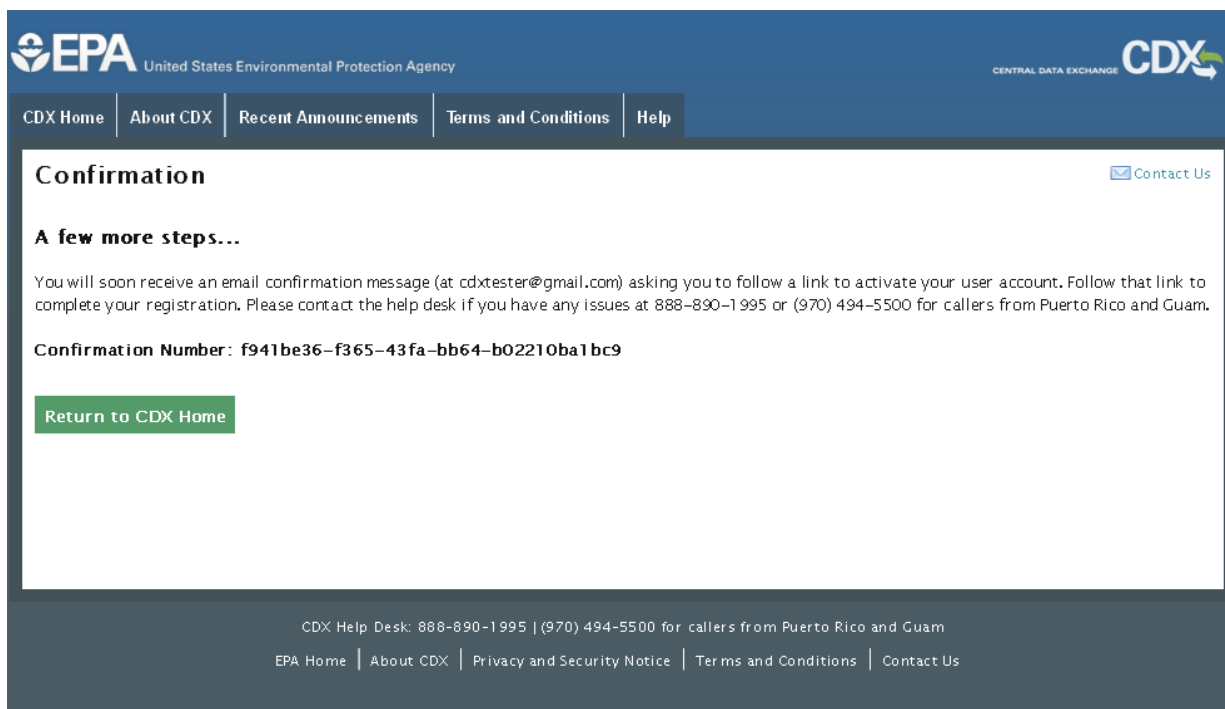 EPA United States Environmental Protection Agency
CENTRAL DATA EXCHANGE CDX
CDX Home About CDX Recent Announcements Terms and Conditions Help
Confirmation
Contact Us
A few more steps...
You will soon receive an email confirmation message (at cdxtester@gmail.com) asking you to follow a link to activate your user account. Follow that link to
complete your registration. Please contact the help desk if you have any issues at 888-890-1995 or (970) 494-5500 for callers from Puerto Rico and Guam.
Confirmation Number: f941be36-f365-43fa-bb64-b02210ba1bc9
Return to CDX Home
CDX Help Desk: 888-890-1995 | (970) 494-5500 for callers from Puerto Rico and Guam
EPA Home | About CDX | Privacy and Security Notice | Terms and Conditions | Contact Us